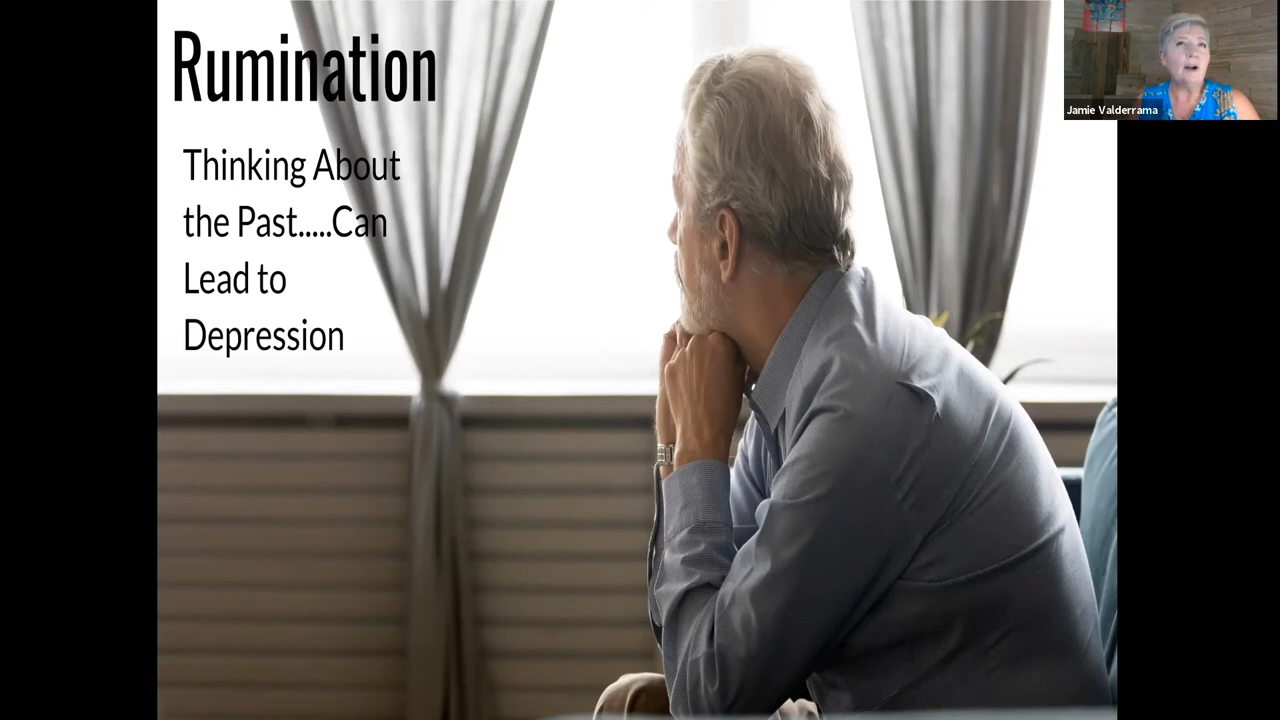 Rumination
Thinking About
the Past.....Can
Lead to
Depression
Jamie Valderrama